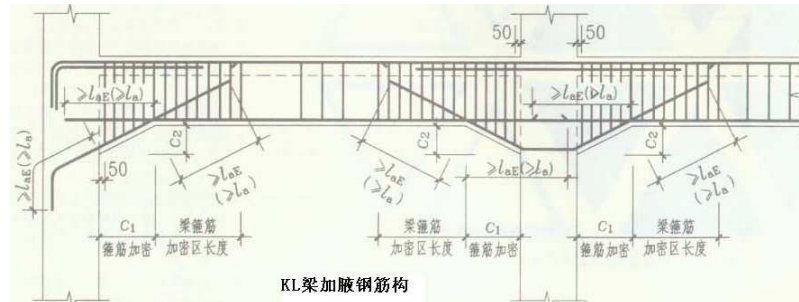 50
50
≥laE(≥la)
≥laE(≥la)
≥laE(≥la)
C2
C2
C2
50
≥laE
(≥la)
≥laE
(≥la)
≥laE(≥la)
≥laE
(≥la)
C1
梁箍筋
梁箍筋
C1
C1
梁箍筋
箍筋加密
加密区长度
加密区长度
箍筋加密
箍筋加密
加密区长度
KL梁加腋钢筋构